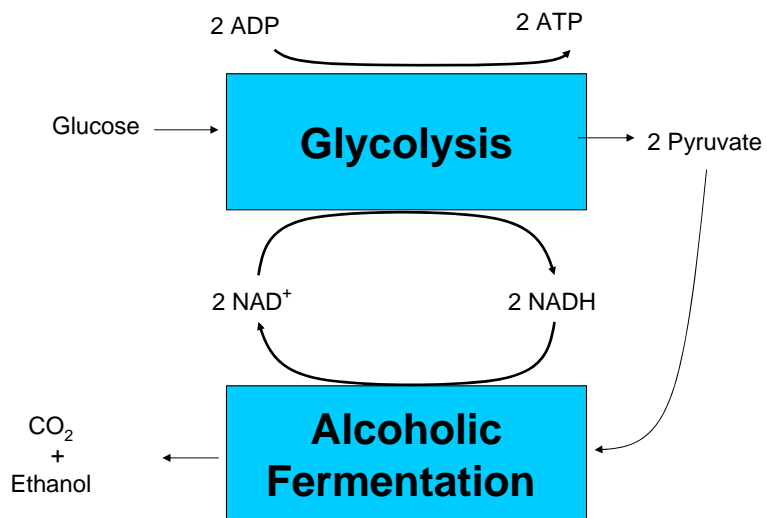 2 ADP
2 ATP
Glucose
Glycolysis
2 Pyruvate
2 NAD⁺
2 NADH
Alcoholic
Fermentation
CO₂
+
Ethanol